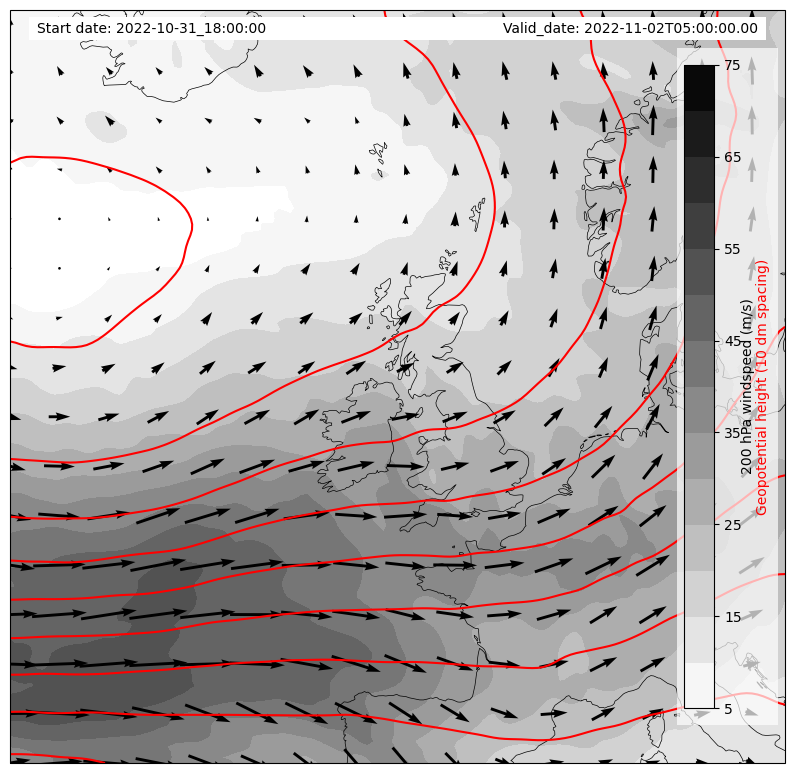 Start date: 2022-10-31_18:00:00
Valid_date: 2022-11-02T05:00:00.00
75
65
55
45
35
25
15
5
200 hPa windspeed (m/s)
Geopotential height (10 dm spacing)